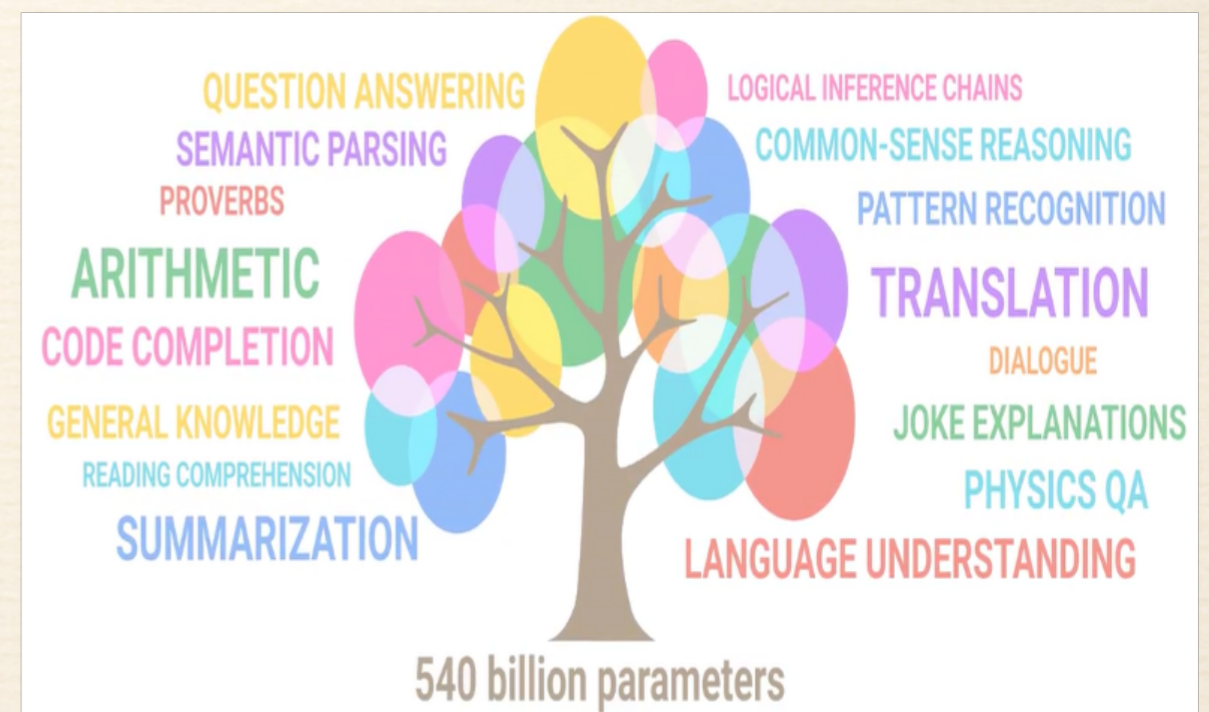 QUESTION ANSWERING
SEMANTIC PARSING
PROVERBS
ARITHMETIC
CODE COMPLETION
GENERAL KNOWLEDGE
READING COMPREHENSION
SUMMARIZATION
LOGICAL INFERENCE CHAINS
COMMON-SENSE REASONING
PATTERN RECOGNITION
TRANSLATION
DIALOGUE
JOKE EXPLANATIONS
PHYSICS QA
LANGUAGE UNDERSTANDING
540 billion parameters